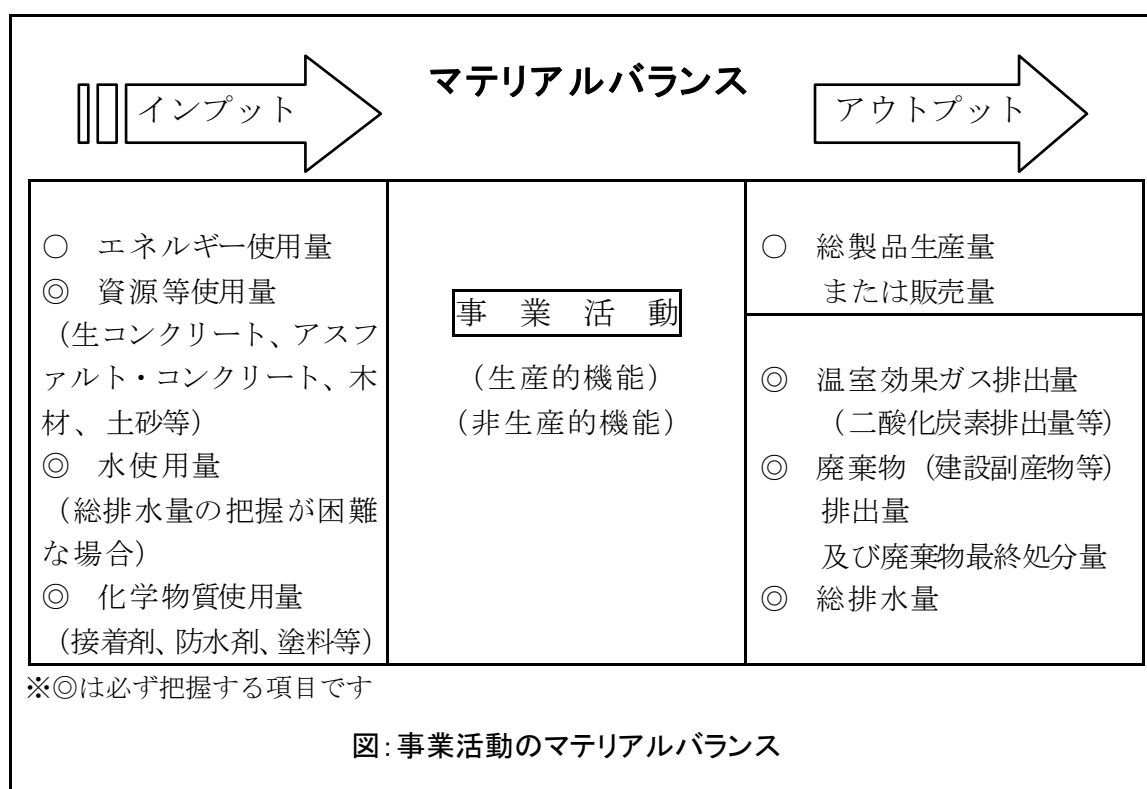 マテリアルバランス
インプット
アウトプット
○ エネルギー使用量
◎ 資源等使用量
（生コンクリート、アスフ
ァルト・コンクリート、木
材、土砂等）
◎ 水使用量
（総排水量の把握が困難
な場合）
◎ 化学物質使用量
（接着剤、防水剤、塗料等）
事業活動
（生産的機能）
（非生産的機能）
○ 総製品生産量
または販売量
◎ 温室効果ガス排出量
（二酸化炭素排出量等）
◎ 廃棄物（建設副産物等）
排出量
及び廃棄物最終処分量
◎ 総排水量
※◎は必ず把握する項目です
図：事業活動のマテリアルバランス